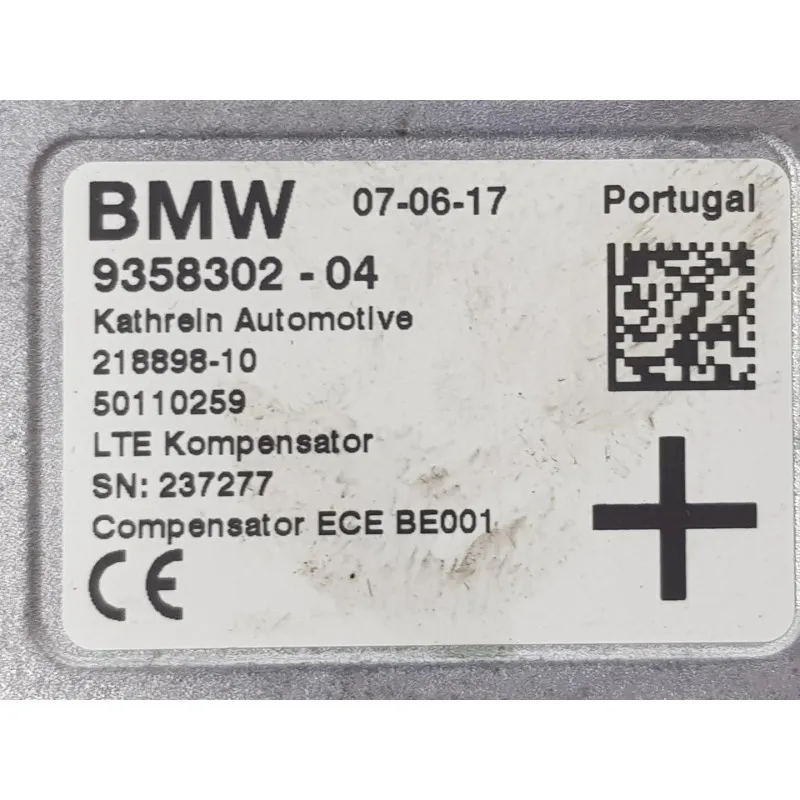 BMW 07-06-17 Portugal
9358302 - 04
Kathrein Automotive
218898-10
50110259
LTE Kompensator
SN: 237277
Compensator ECE BE001
CE